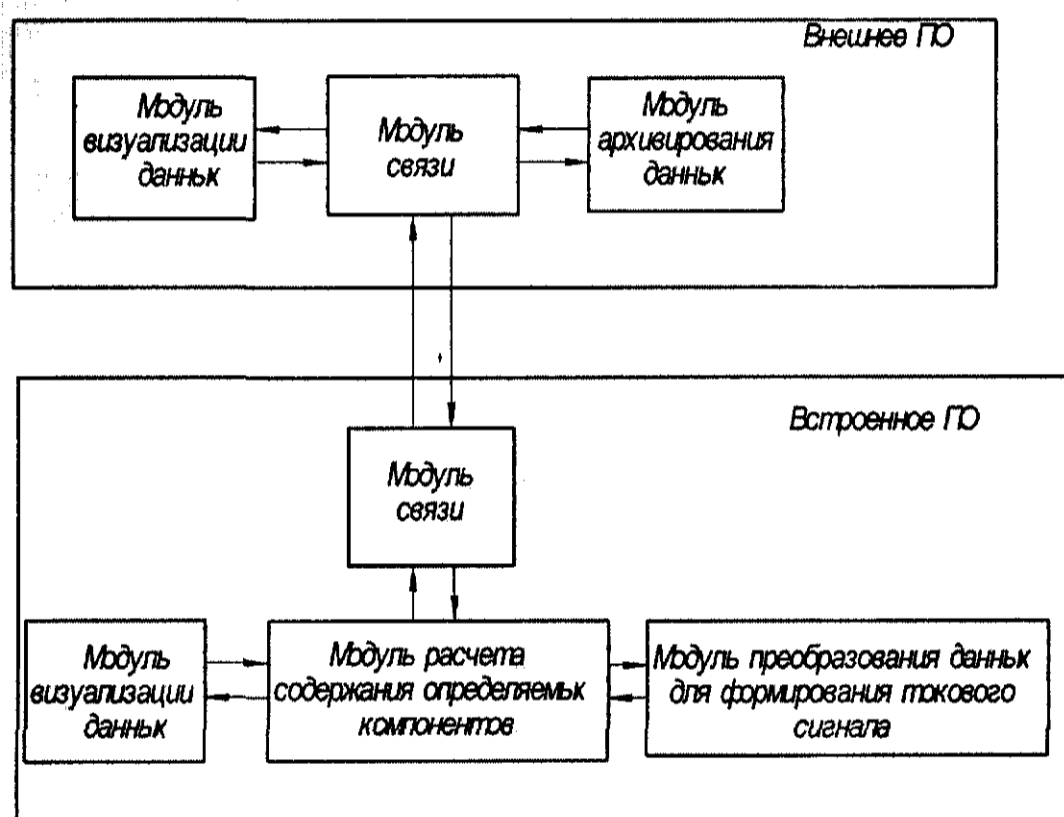 Внешнее ПО
Модуль
визуализации
данных
Модуль
связи
Модуль
архивирования
данных
Встроенное ПО
Модуль
связи
Модуль
визуализации
данных
Модуль расчета
содержания определяемых
компонентов
Модуль преобразования данных
для формирования токового
сигнала